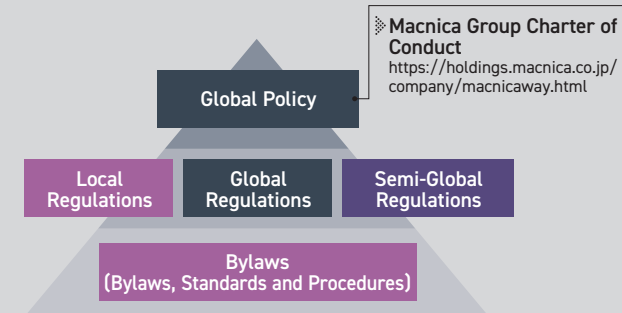 Macnica Group Charter of
Conduct
https://holdings.macnica.co.jp/
company/macnicaway.html
Global Policy
Local
Regulations
Global
Regulations
Semi-Global
Regulations
Bylaws
(Bylaws, Standards and Procedures)